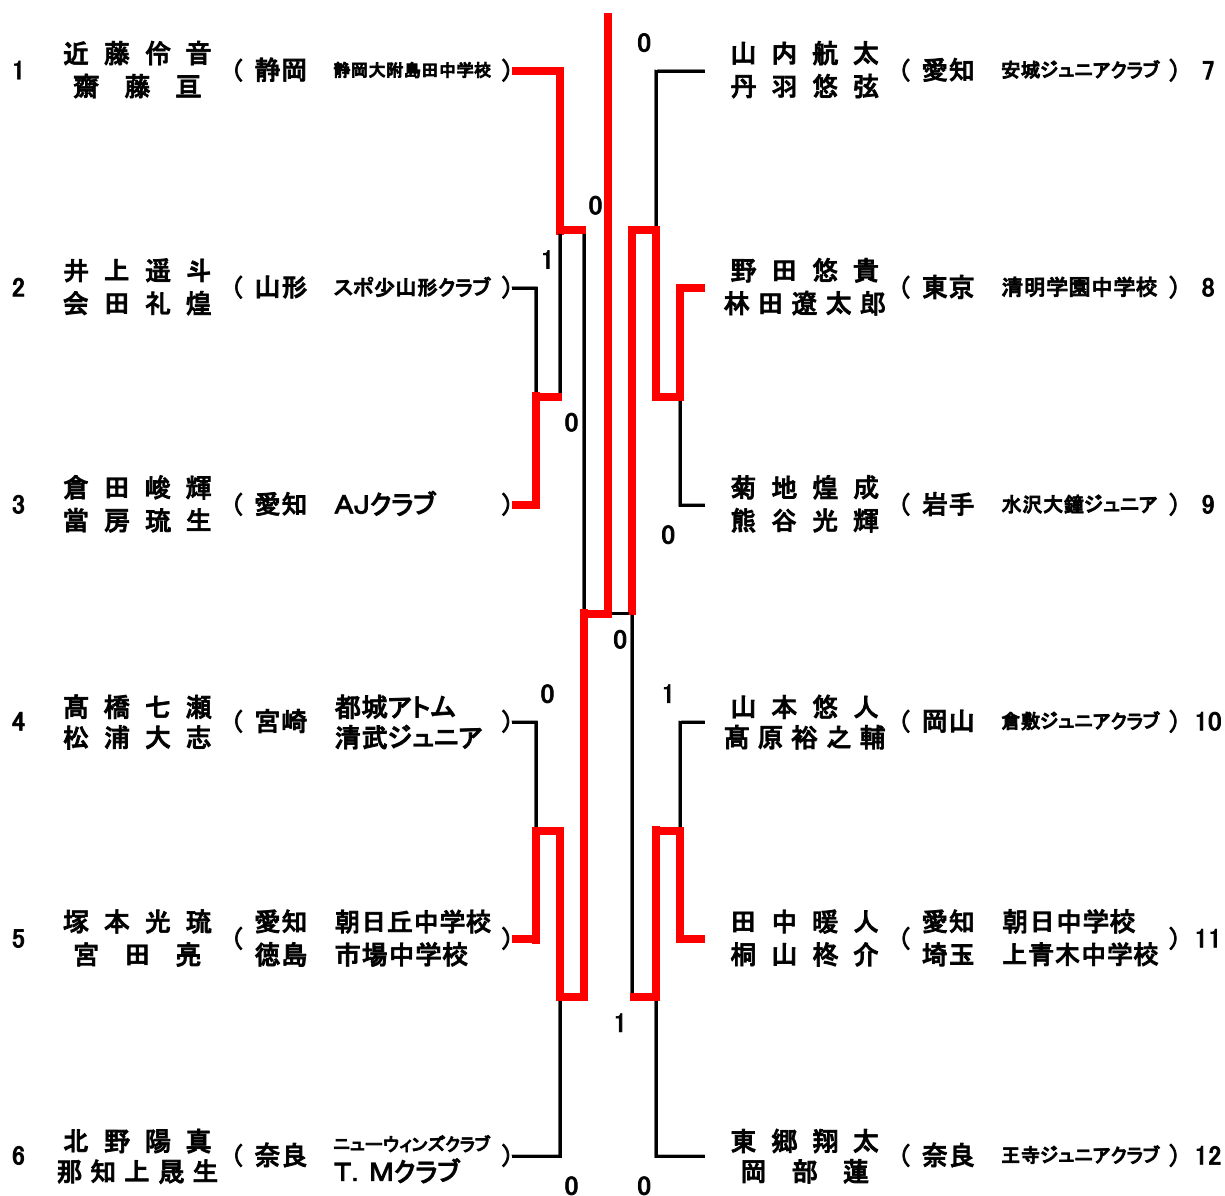 1 近藤伶音 齋藤亘 ( 静岡 静岡大附島田中学校 )
2 井上遥斗 会田礼煌 ( 山形 スポ少山形クラブ )
3 倉田峻輝 當房琉生 ( 愛知 AJクラブ )
4 髙橋七瀬 松浦大志 ( 宮崎 都城アトム 清武ジュニア )
5 塚本光琉 宮田亮 ( 愛知 徳島 朝日丘中学校 市場中学校 )
6 北野陽真 那知上晟生 ( 奈良 ニューウィンズクラブ T.Mクラブ )
0
1
0
0
0
0
0
0
1
1
0
山内航太 丹羽悠弦 ( 愛知 安城ジュニアクラブ ) 7
野田悠貴 林田遼太郎 ( 東京 清明学園中学校 ) 8
菊地煌成 熊谷光輝 ( 岩手 水沢大鐘ジュニア ) 9
山本悠人 髙原裕之輔 ( 岡山 倉敷ジュニアクラブ ) 10
田中暖人 桐山柊介 ( 愛知 埼玉 朝日中学校 上青木中学校 ) 11
東郷翔太 岡部蓮 ( 奈良 王寺ジュニアクラブ ) 12